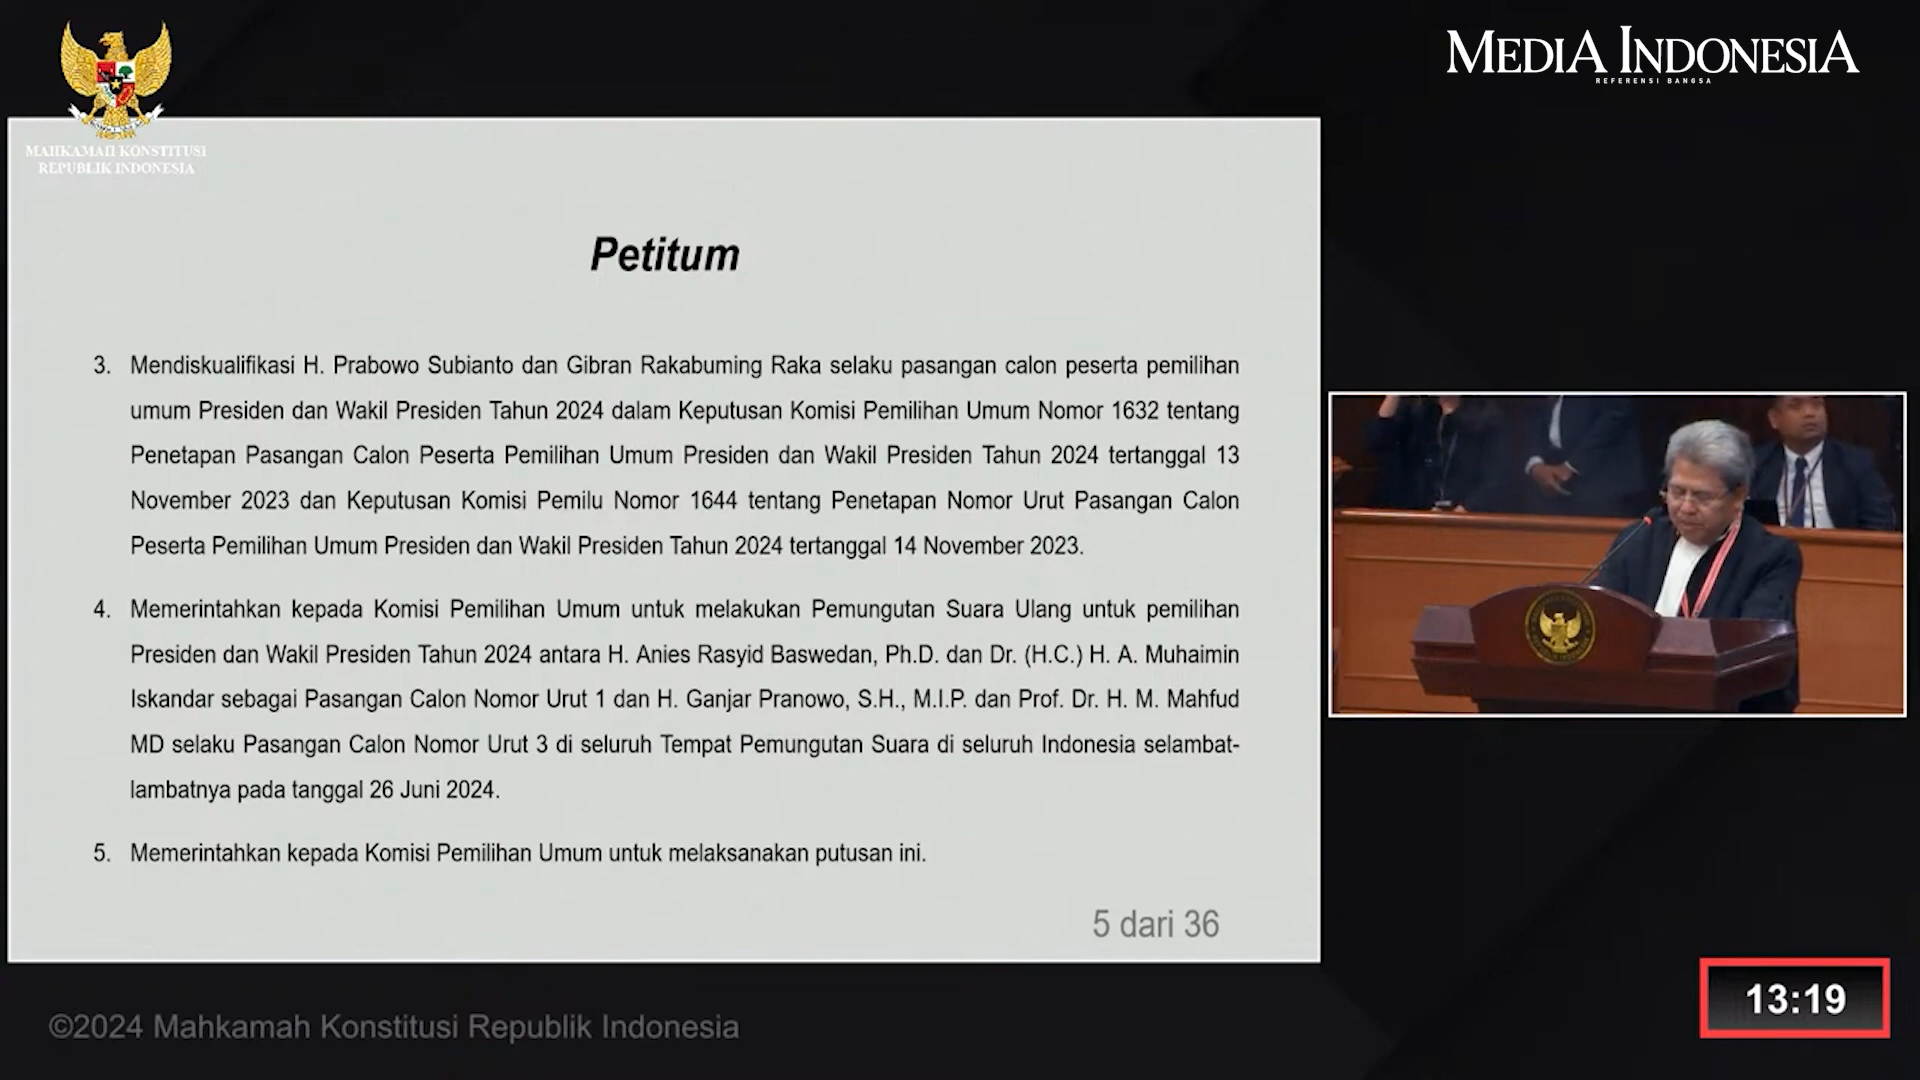 MEDIA INDONESIA
REFERENSI BANGSA
MAHKAMAH KONSTITUSI
REPUBLIK INDONESIA
Petitum
3. Mendiskualifikasi H. Prabowo Subianto dan Gibran Rakabuming Raka selaku pasangan calon peserta pemilihan
umum Presiden dan Wakil Presiden Tahun 2024 dalam Keputusan Komisi Pemilihan Umum Nomor 1632 tentang
Penetapan Pasangan Calon Peserta Pemilihan Umum Presiden dan Wakil Presiden Tahun 2024 tertanggal 13
November 2023 dan Keputusan Komisi Pemilu Nomor 1644 tentang Penetapan Nomor Urut Pasangan Calon
Peserta Pemilihan Umum Presiden dan Wakil Presiden Tahun 2024 tertanggal 14 November 2023.
4. Memerintahkan kepada Komisi Pemilihan Umum untuk melakukan Pemungutan Suara Ulang untuk pemilihan
Presiden dan Wakil Presiden Tahun 2024 antara H. Anies Rasyid Baswedan, Ph.D. dan Dr. (H.C.) H. A. Muhaimin
Iskandar sebagai Pasangan Calon Nomor Urut 1 dan H. Ganjar Pranowo, S.H., M.I.P. dan Prof. Dr. H. M. Mahfud
MD selaku Pasangan Calon Nomor Urut 3 di seluruh Tempat Pemungutan Suara di seluruh Indonesia selambat-
lambatnya pada tanggal 26 Juni 2024.
5. Memerintahkan kepada Komisi Pemilihan Umum untuk melaksanakan putusan ini.
5 dari 36
13:19
©2024 Mahkamah Konstitusi Republik Indonesia